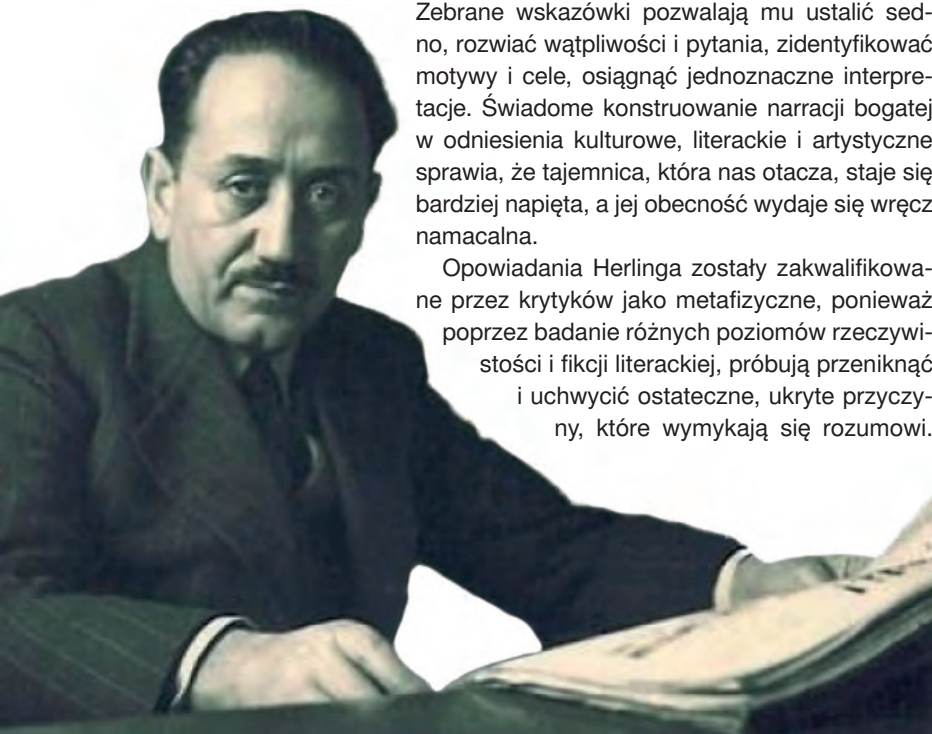 Zebrane wskazówki pozwalają mu ustalić sed-
no, rozwiać wątpliwości i pytania, zidentyfikować
motywy i cele, osiągnąć jednoznaczne interpre-
tacje. Świadome konstruowanie narracji bogatej
w odniesienia kulturowe, literackie i artystyczne
sprawia, że tajemnica, która nas otacza, staje się
bardziej napięta, a jej obecność wydaje się wręcz
namacalna.
Opowiadania Herlinga zostały zakwalifikowa-
ne przez krytyków jako metafizyczne, ponieważ
poprzez badanie różnych poziomów rzeczywi-
stości i fikcji literackiej, próbują przeniknąć
i uchwycić ostateczne, ukryte przyczy-
ny, które wymykają się rozumowi.